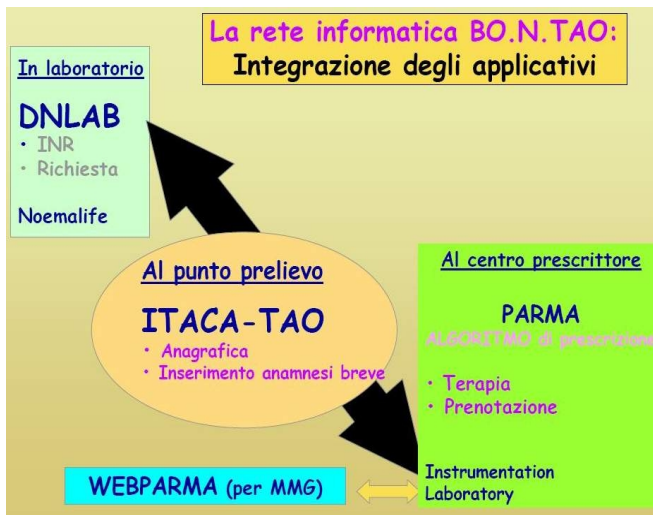 La rete informatica BO.N.TAO:
Integrazione degli applicativi
In laboratorio
DNLAB
• INR
• Richiesta
Noemalife
Al punto prelievo
ITACA-TAO
• Anagrafica
• Inserimento anamnesi breve
Al centro prescrittore
PARMA
ALGORITMO di prescrizione
• Terapia
• Prenotazione
Instrumentation
Laboratory
WEBPARMA (per MMG)